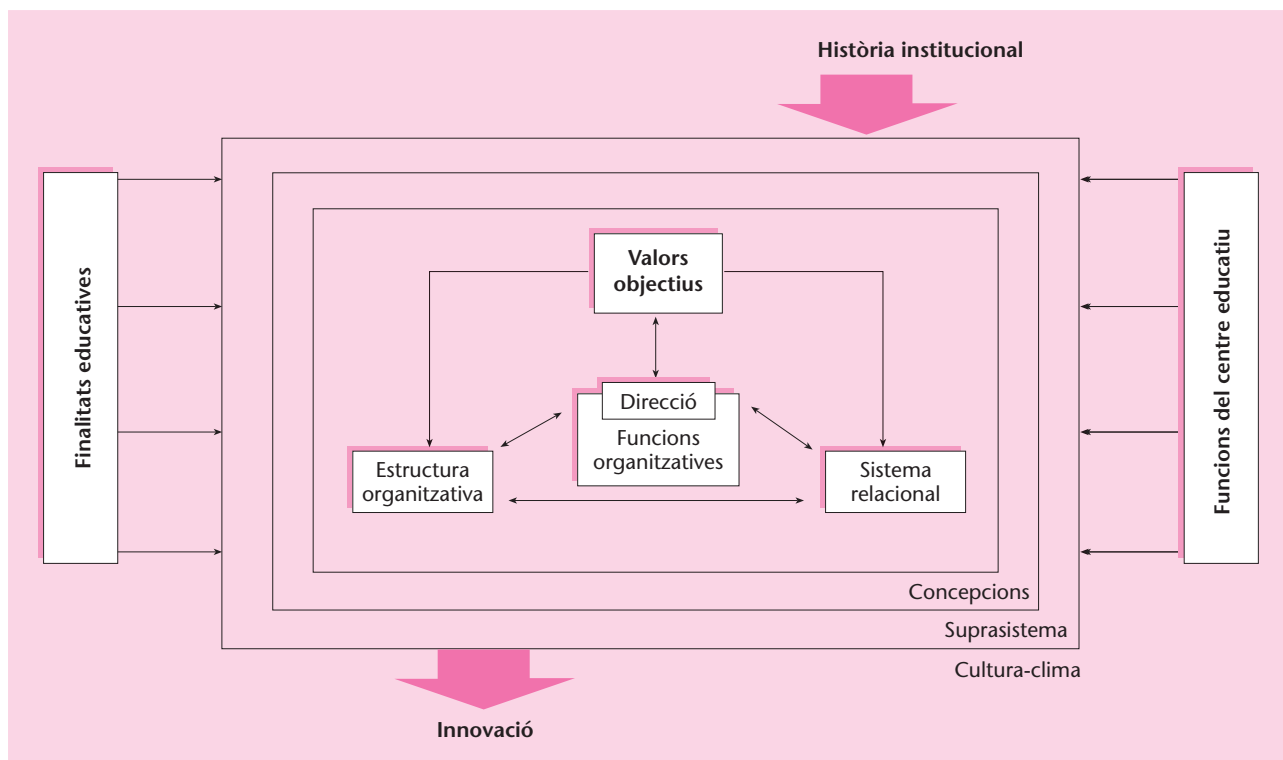 Història institucional
Finalitats educatives
Valors
objectius
Direcció
Funcions
organitzatives
Estructura
organitzativa
Sistema
relacional
Funcions del centre educatiu
Concepcions
Suprasistema
Cultura-clima
Innovació